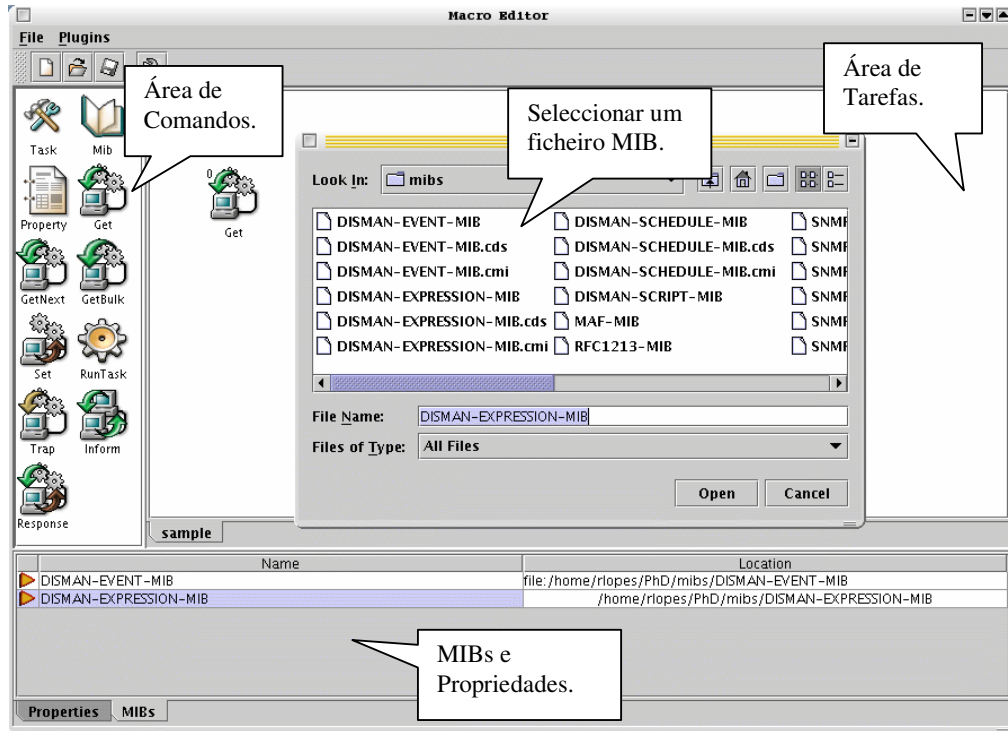 Macro Editor
File Plugins
Área de
Comandos.
Seleccionar um
ficheiro MIB.
Área de
Tarefas.
Task Mib
Property Get
GetNext GetBulk
Set RunTask
Trap Inform
Response
0
Get
Look In: mibs
DISMAN-EVENT-MIB DISMAN-SCHEDULE-MIB
DISMAN-EVENT-MIB.cds DISMAN-SCHEDULE-MIB.cds
DISMAN-EVENT-MIB.cmi DISMAN-SCHEDULE-MIB.cmi
DISMAN-EXPRESSION-MIB DISMAN-SCRIPT-MIB
DISMAN-EXPRESSION-MIB.cds MAF-MIB
DISMAN-EXPRESSION-MIB.cmi RFC1213-MIB
File Name: DISMAN-EXPRESSION-MIB
Files of Type: All Files
Open Cancel
sample
Name Location
DISMAN-EVENT-MIB file:/home/rlopes/PhD/mibs/DISMAN-EVENT-MIB
DISMAN-EXPRESSION-MIB /home/rlopes/PhD/mibs/DISMAN-EXPRESSION-MIB
MIBs e
Propriedades.
Properties MIBs